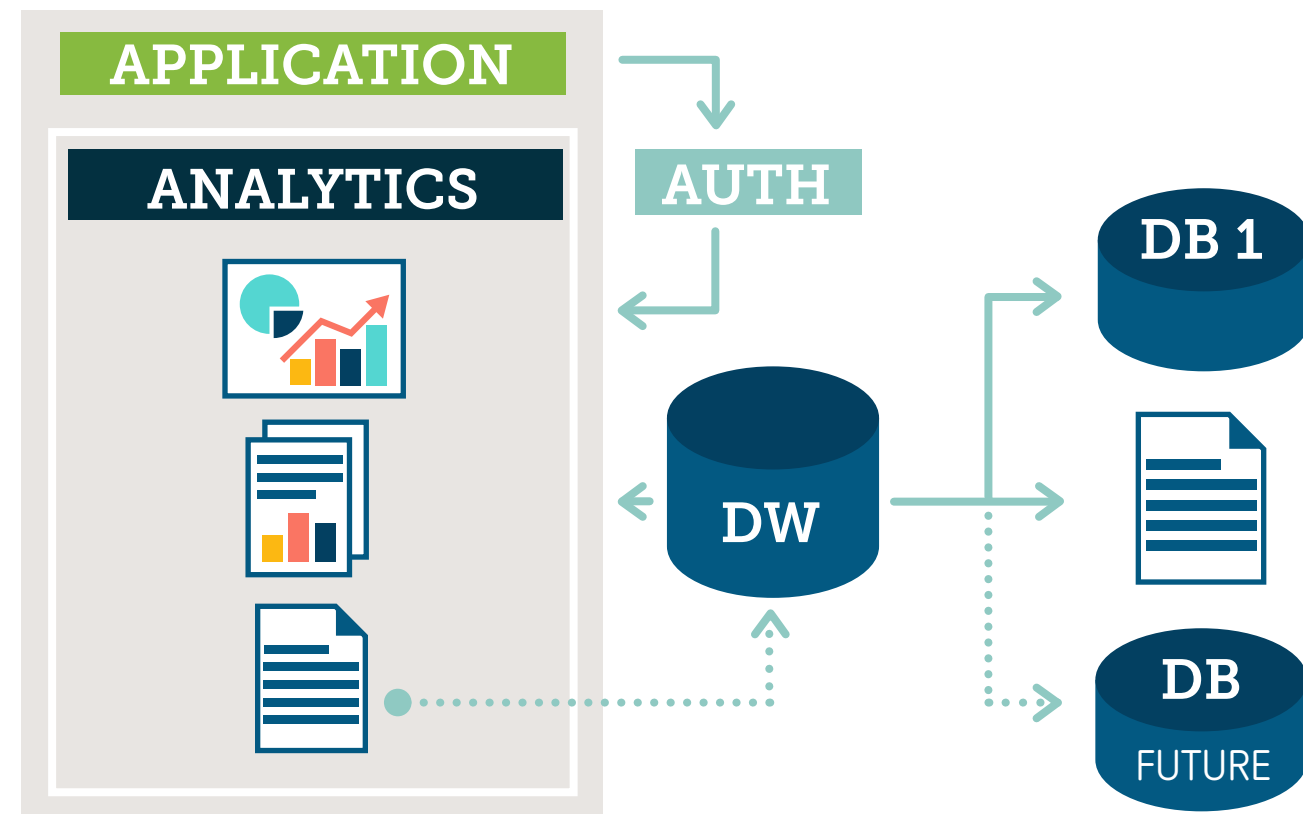 APPLICATION
ANALYTICS
AUTH
DB 1
DW
DB
FUTURE